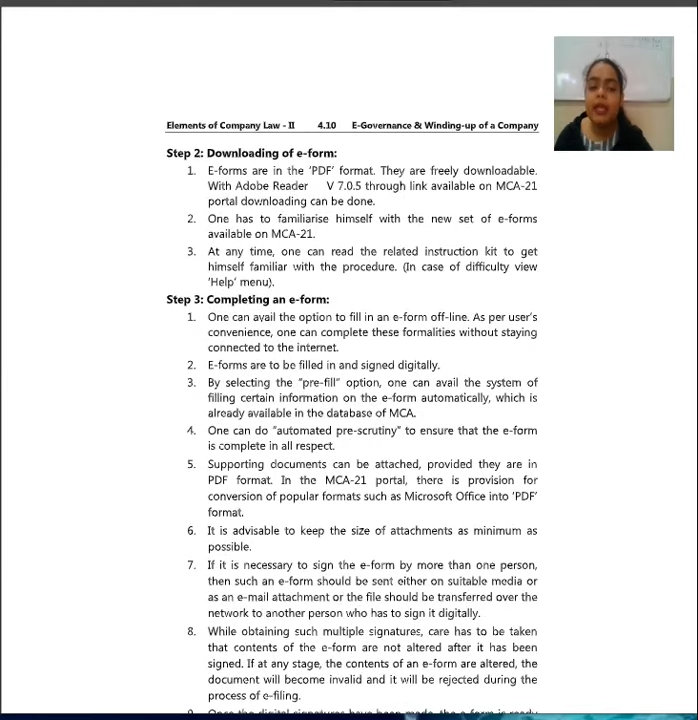 Elements of Company Law - II 4.10 E-Governance & Winding-up of a Company
Step 2: Downloading of e-form:
1. E-forms are in the 'PDF' format. They are freely downloadable.
With Adobe Reader V 7.0.5 through link available on MCA-21
portal downloading can be done.
2. One has to familiarise himself with the new set of e-forms
available on MCA-21.
3. At any time, one can read the related instruction kit to get
himself familiar with the procedure. (In case of difficulty view
'Help' menu).
Step 3: Completing an e-form:
1. One can avail the option to fill in an e-form off-line. As per user's
convenience, one can complete these formalities without staying
connected to the internet.
2. E-forms are to be filled in and signed digitally.
3. By selecting the "pre-fill" option, one can avail the system of
filling certain information on the e-form automatically, which is
already available in the database of MCA.
4. One can do "automated pre-scrutiny" to ensure that the e-form
is complete in all respect.
5. Supporting documents can be attached, provided they are in
PDF format. In the MCA-21 portal, there is provision for
conversion of popular formats such as Microsoft Office into 'PDF'
format.
6. It is advisable to keep the size of attachments as minimum as
possible.
7. If it is necessary to sign the e-form by more than one person,
then such an e-form should be sent either on suitable media or
as an e-mail attachment or the file should be transferred over the
network to another person who has to sign it digitally.
8. While obtaining such multiple signatures, care has to be taken
that contents of the e-form are not altered after it has been
signed. If at any stage, the contents of an e-form are altered, the
document will become invalid and it will be rejected during the
process of e-filing.
9. Once the digital signatures have been made, the e-form is ready